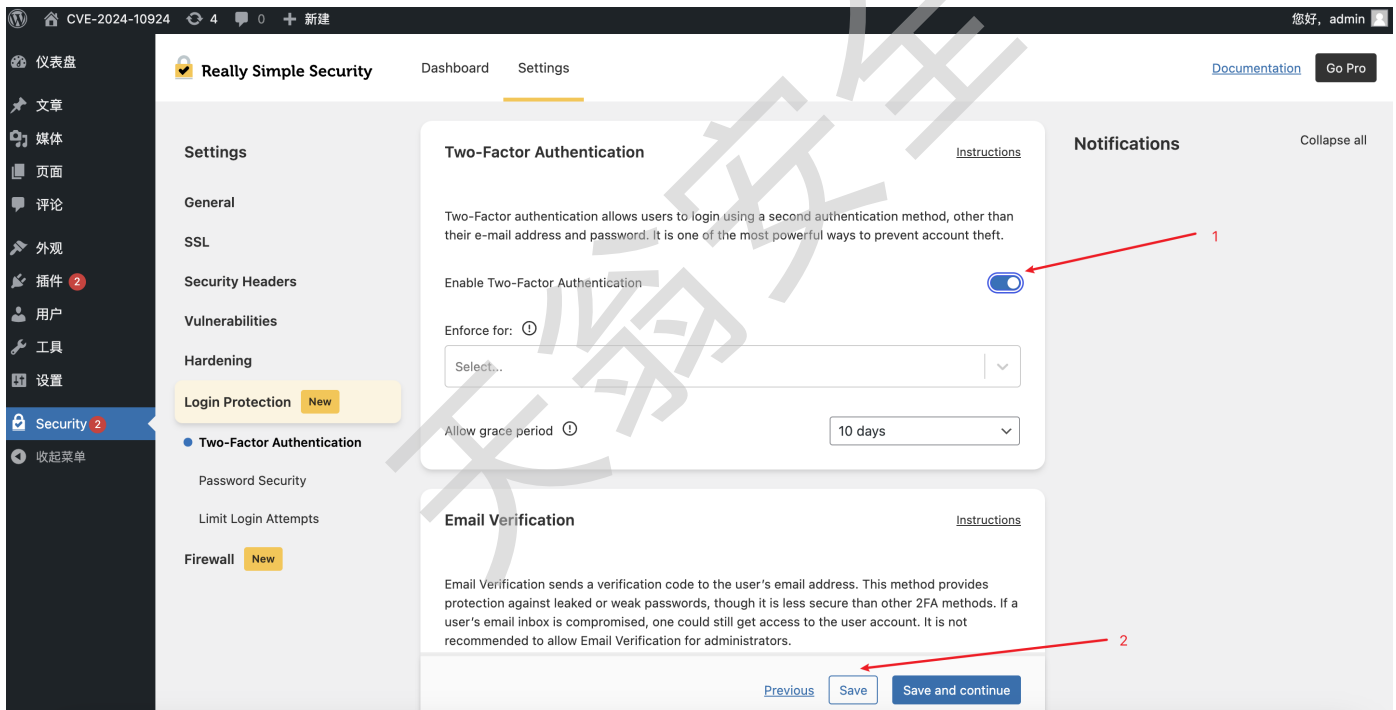 CVE-2024-10924 4 0 新建 您好，admin
仪表盘
文章
媒体
页面
评论
外观
插件 2
用户
工具
设置
Security 2
收起菜单
Really Simple Security Dashboard Settings Documentation Go Pro
Settings
General
SSL
Security Headers
Vulnerabilities
Hardening
Login Protection New
Two-Factor Authentication
Password Security
Limit Login Attempts
Firewall New
Two-Factor Authentication Instructions
Two-Factor authentication allows users to login using a second authentication method, other than
their e-mail address and password. It is one of the most powerful ways to prevent account theft.
Enable Two-Factor Authentication
1
Enforce for:
Select...
Allow grace period 10 days
Email Verification Instructions
Email Verification sends a verification code to the user's email address. This method provides
protection against leaked or weak passwords, though it is less secure than other 2FA methods. If a
user's email inbox is compromised, one could still get access to the user account. It is not
recommended to allow Email Verification for administrators.
2
Previous Save Save and continue
Notifications Collapse all
天翁安全